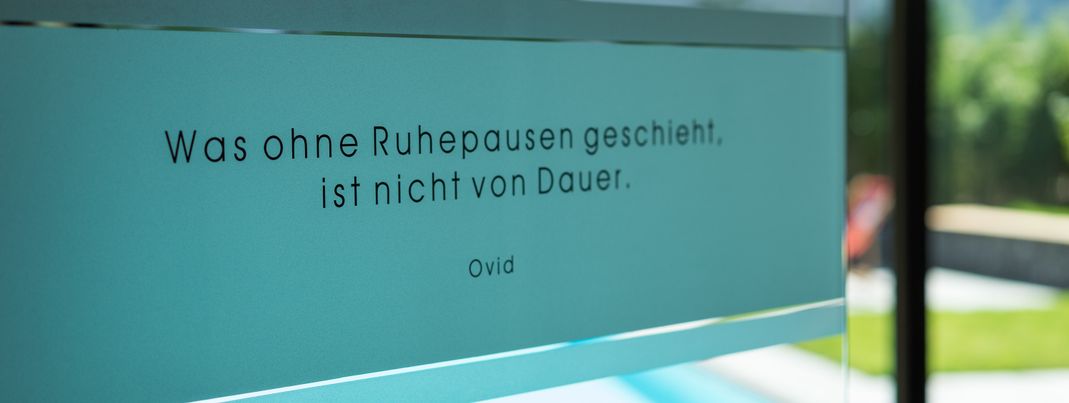 Was ohne Ruhepausen geschieht,
ist nicht von Dauer.
Ovid